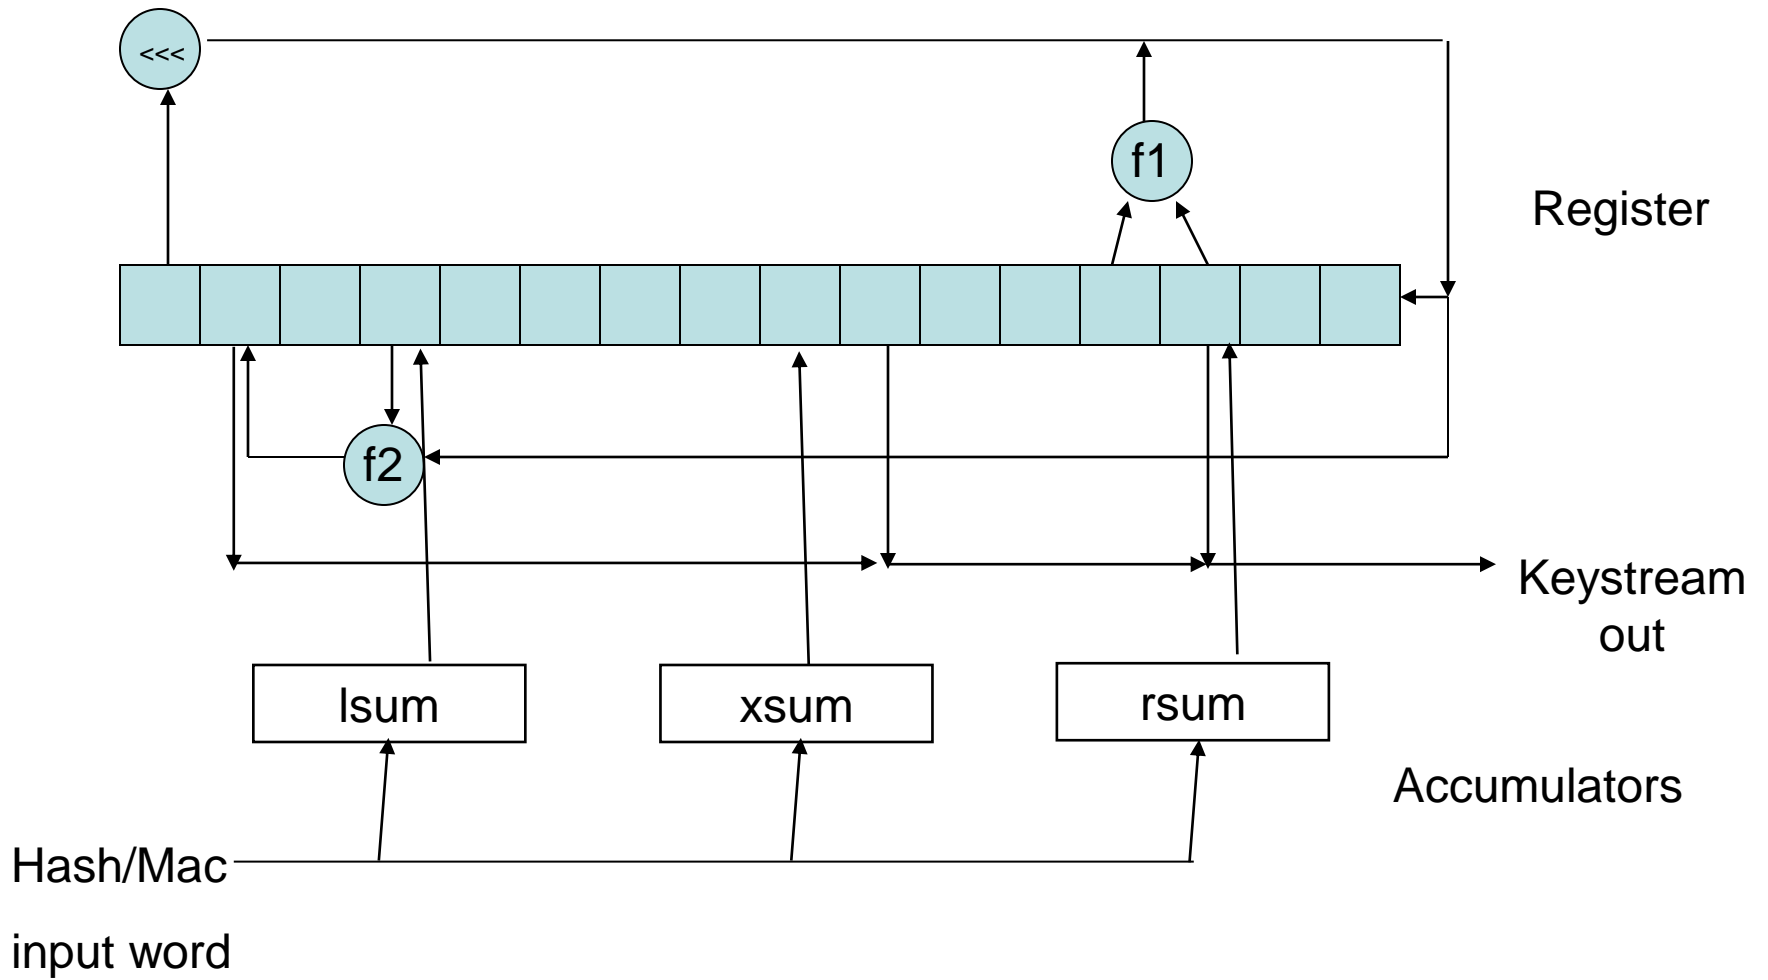 <<<
f1
Register
f2
Keystream
out
lsum
xsum
rsum
Accumulators
Hash/Mac
input word